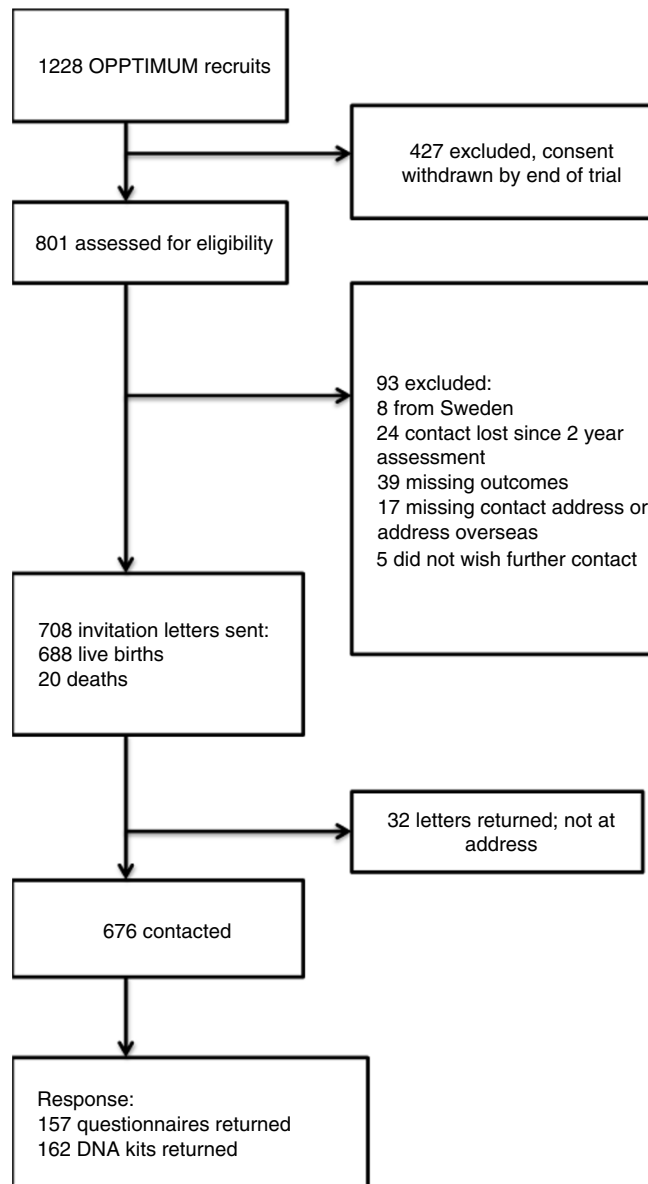 1228 OPPTIMUM recruits
427 excluded, consent
withdrawn by end of trial
801 assessed for eligibility
93 excluded:
8 from Sweden
24 contact lost since 2 year
assessment
39 missing outcomes
17 missing contact address or
address overseas
5 did not wish further contact
708 invitation letters sent:
688 live births
20 deaths
32 letters returned; not at
address
676 contacted
Response:
157 questionnaires returned
162 DNA kits returned